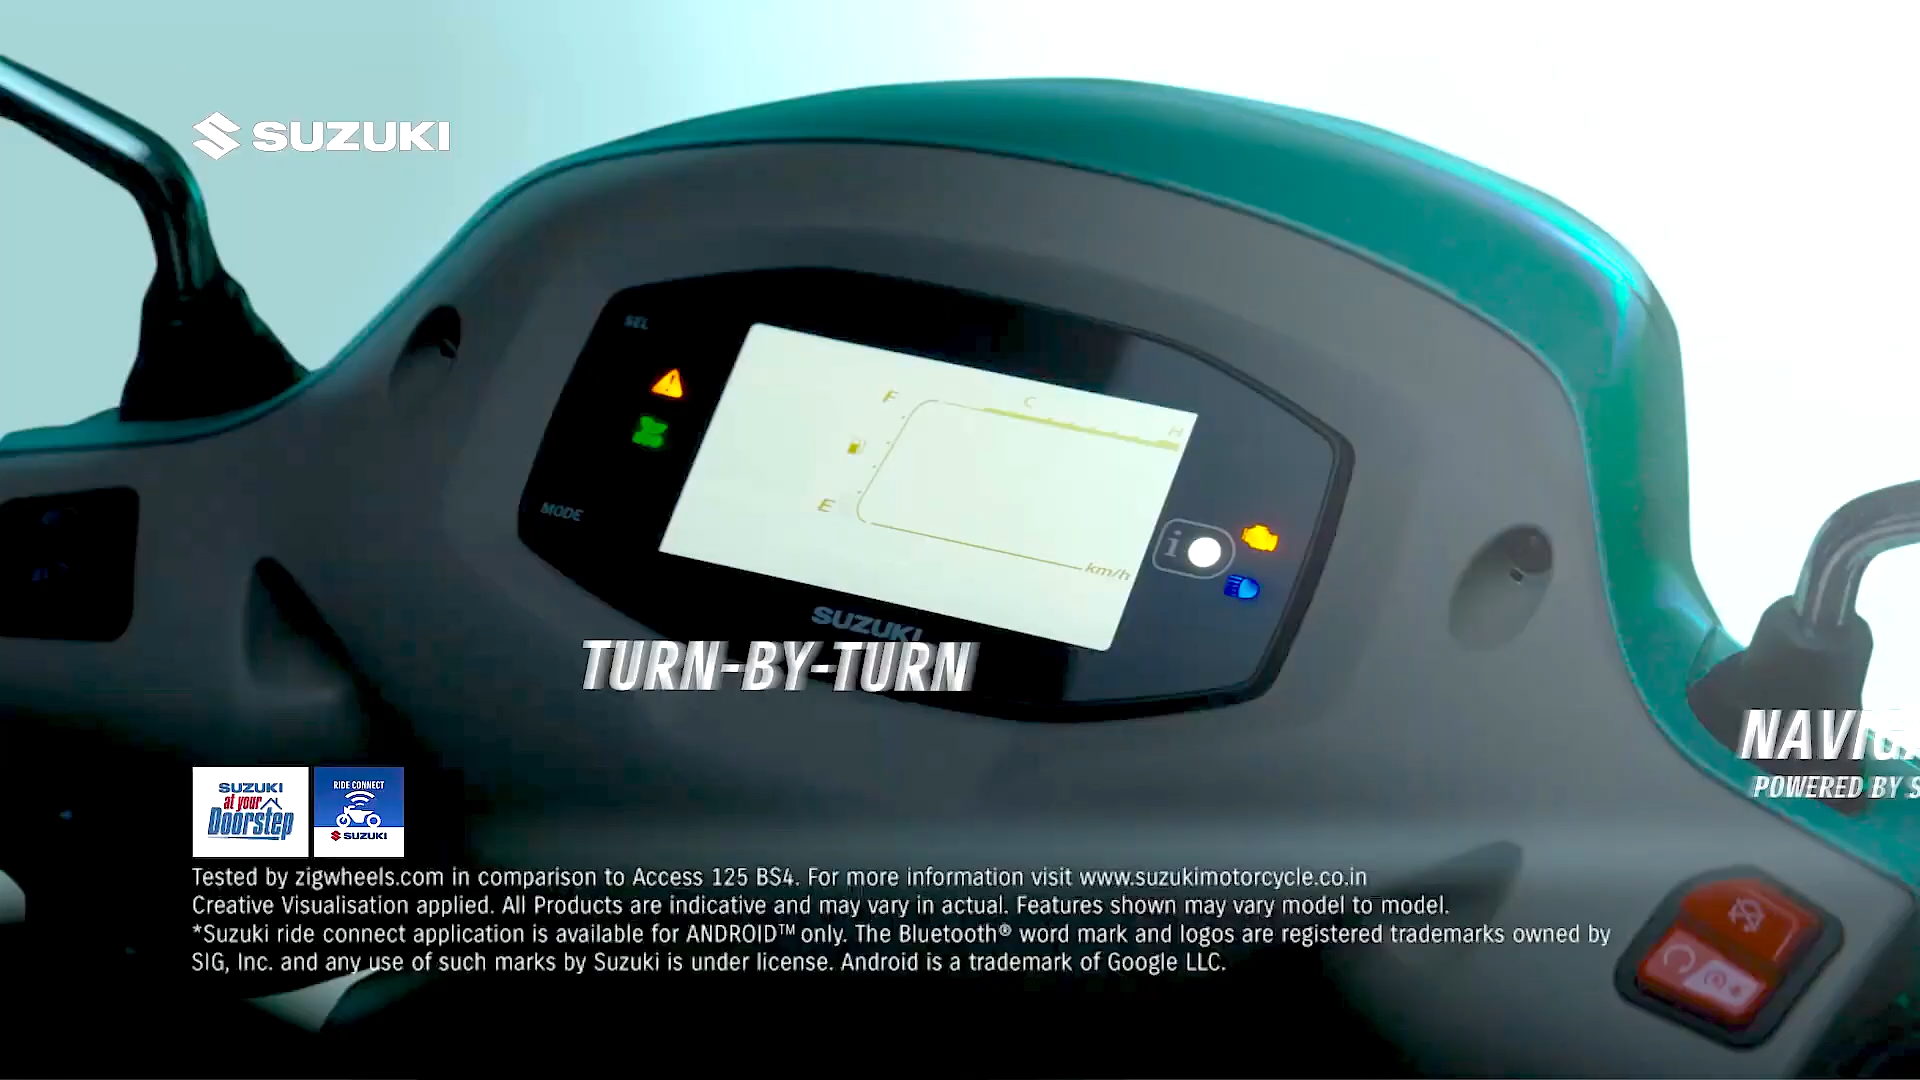 SUZUKI
SEL
F
C
H
E
MODE
i
km/h
SUZUKI
TURN-BY-TURN
NAVIGA
POWERED BY S
SUZUKI
at your
Doorstep
RIDE CONNECT
SUZUKI
Tested by zigwheels.com in comparison to Access 125 BS4. For more information visit www.suzukimotorcycle.co.in
Creative Visualisation applied. All Products are indicative and may vary in actual. Features shown may vary model to model.
*Suzuki ride connect application is available for ANDROID™ only. The Bluetooth® word mark and logos are registered trademarks owned by
SIG, Inc. and any use of such marks by Suzuki is under license. Android is a trademark of Google LLC.